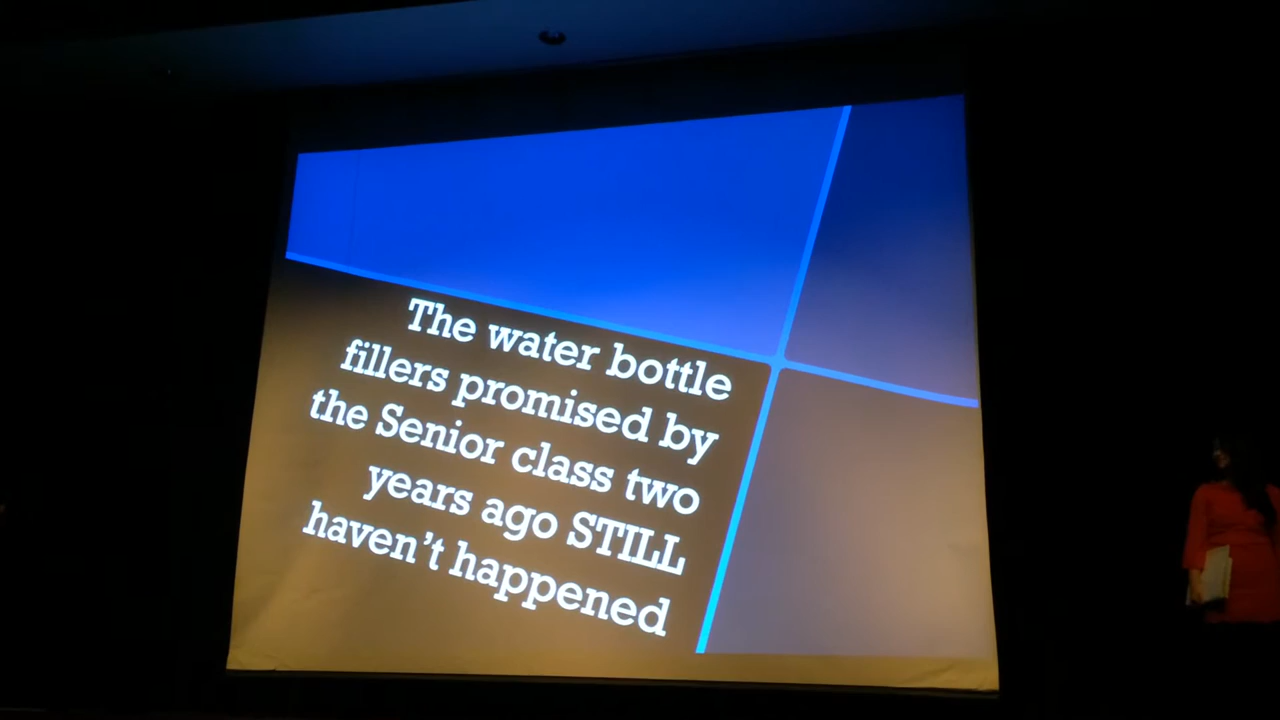 The water bottle
fillers promised by
the Senior class two
years ago STILL
haven't happened